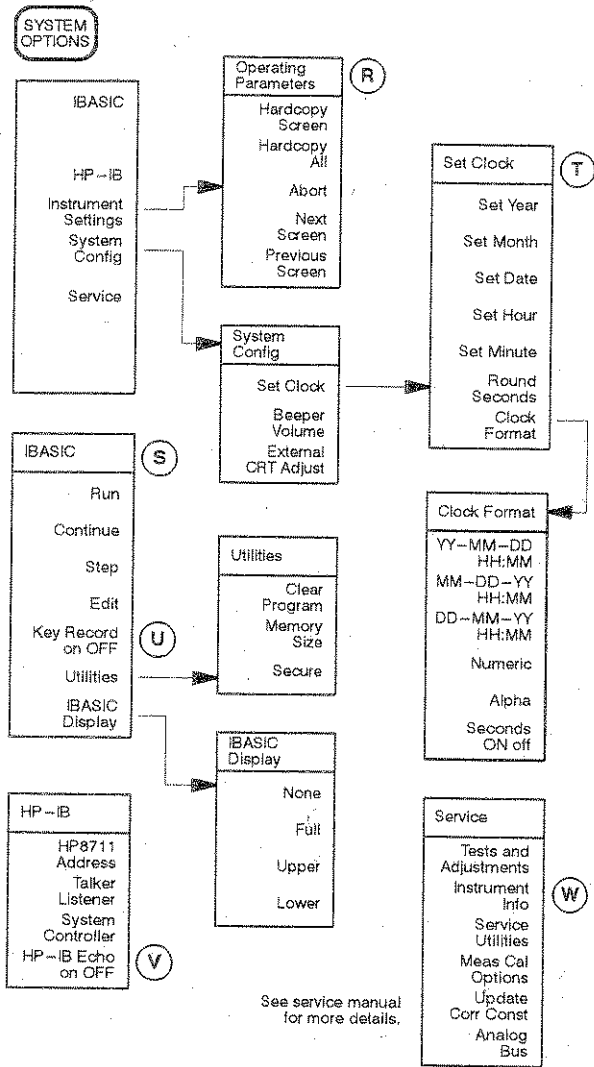 SYSTEM
OPTIONS
IBASIC
HP-IB
Instrument
Settings
System
Config
Service
Operating
Parameters
R
Hardcopy
Screen
Hardcopy
All
Abort
Next
Screen
Previous
Screen
System
Config
Set Clock
Beeper
Volume
External
CRT Adjust
Set Clock
T
Set Year
Set Month
Set Date
Set Hour
Set Minute
Round
Seconds
Clock
Format
Clock Format
YY-MM-DD
HH:MM
MM-DD-YY
HH:MM
DD-MM-YY
HH:MM
Numeric
Alpha
Seconds
ON off
IBASIC
S
Run
Continue
Step
Edit
Key Record
on OFF
U
Utilities
IBASIC
Display
Utilities
Clear
Program
Memory
Size
Secure
IBASIC
Display
None
Full
Upper
Lower
HP-IB
HP8711
Address
Talker
Listener
System
Controller
HP-IB Echo
on OFF
V
Service
Tests and
Adjustments
Instrument
Info
W
Service
Utilities
Meas Cal
Options
Update
Corr Const
Analog
Bus
See service manual
for more details.